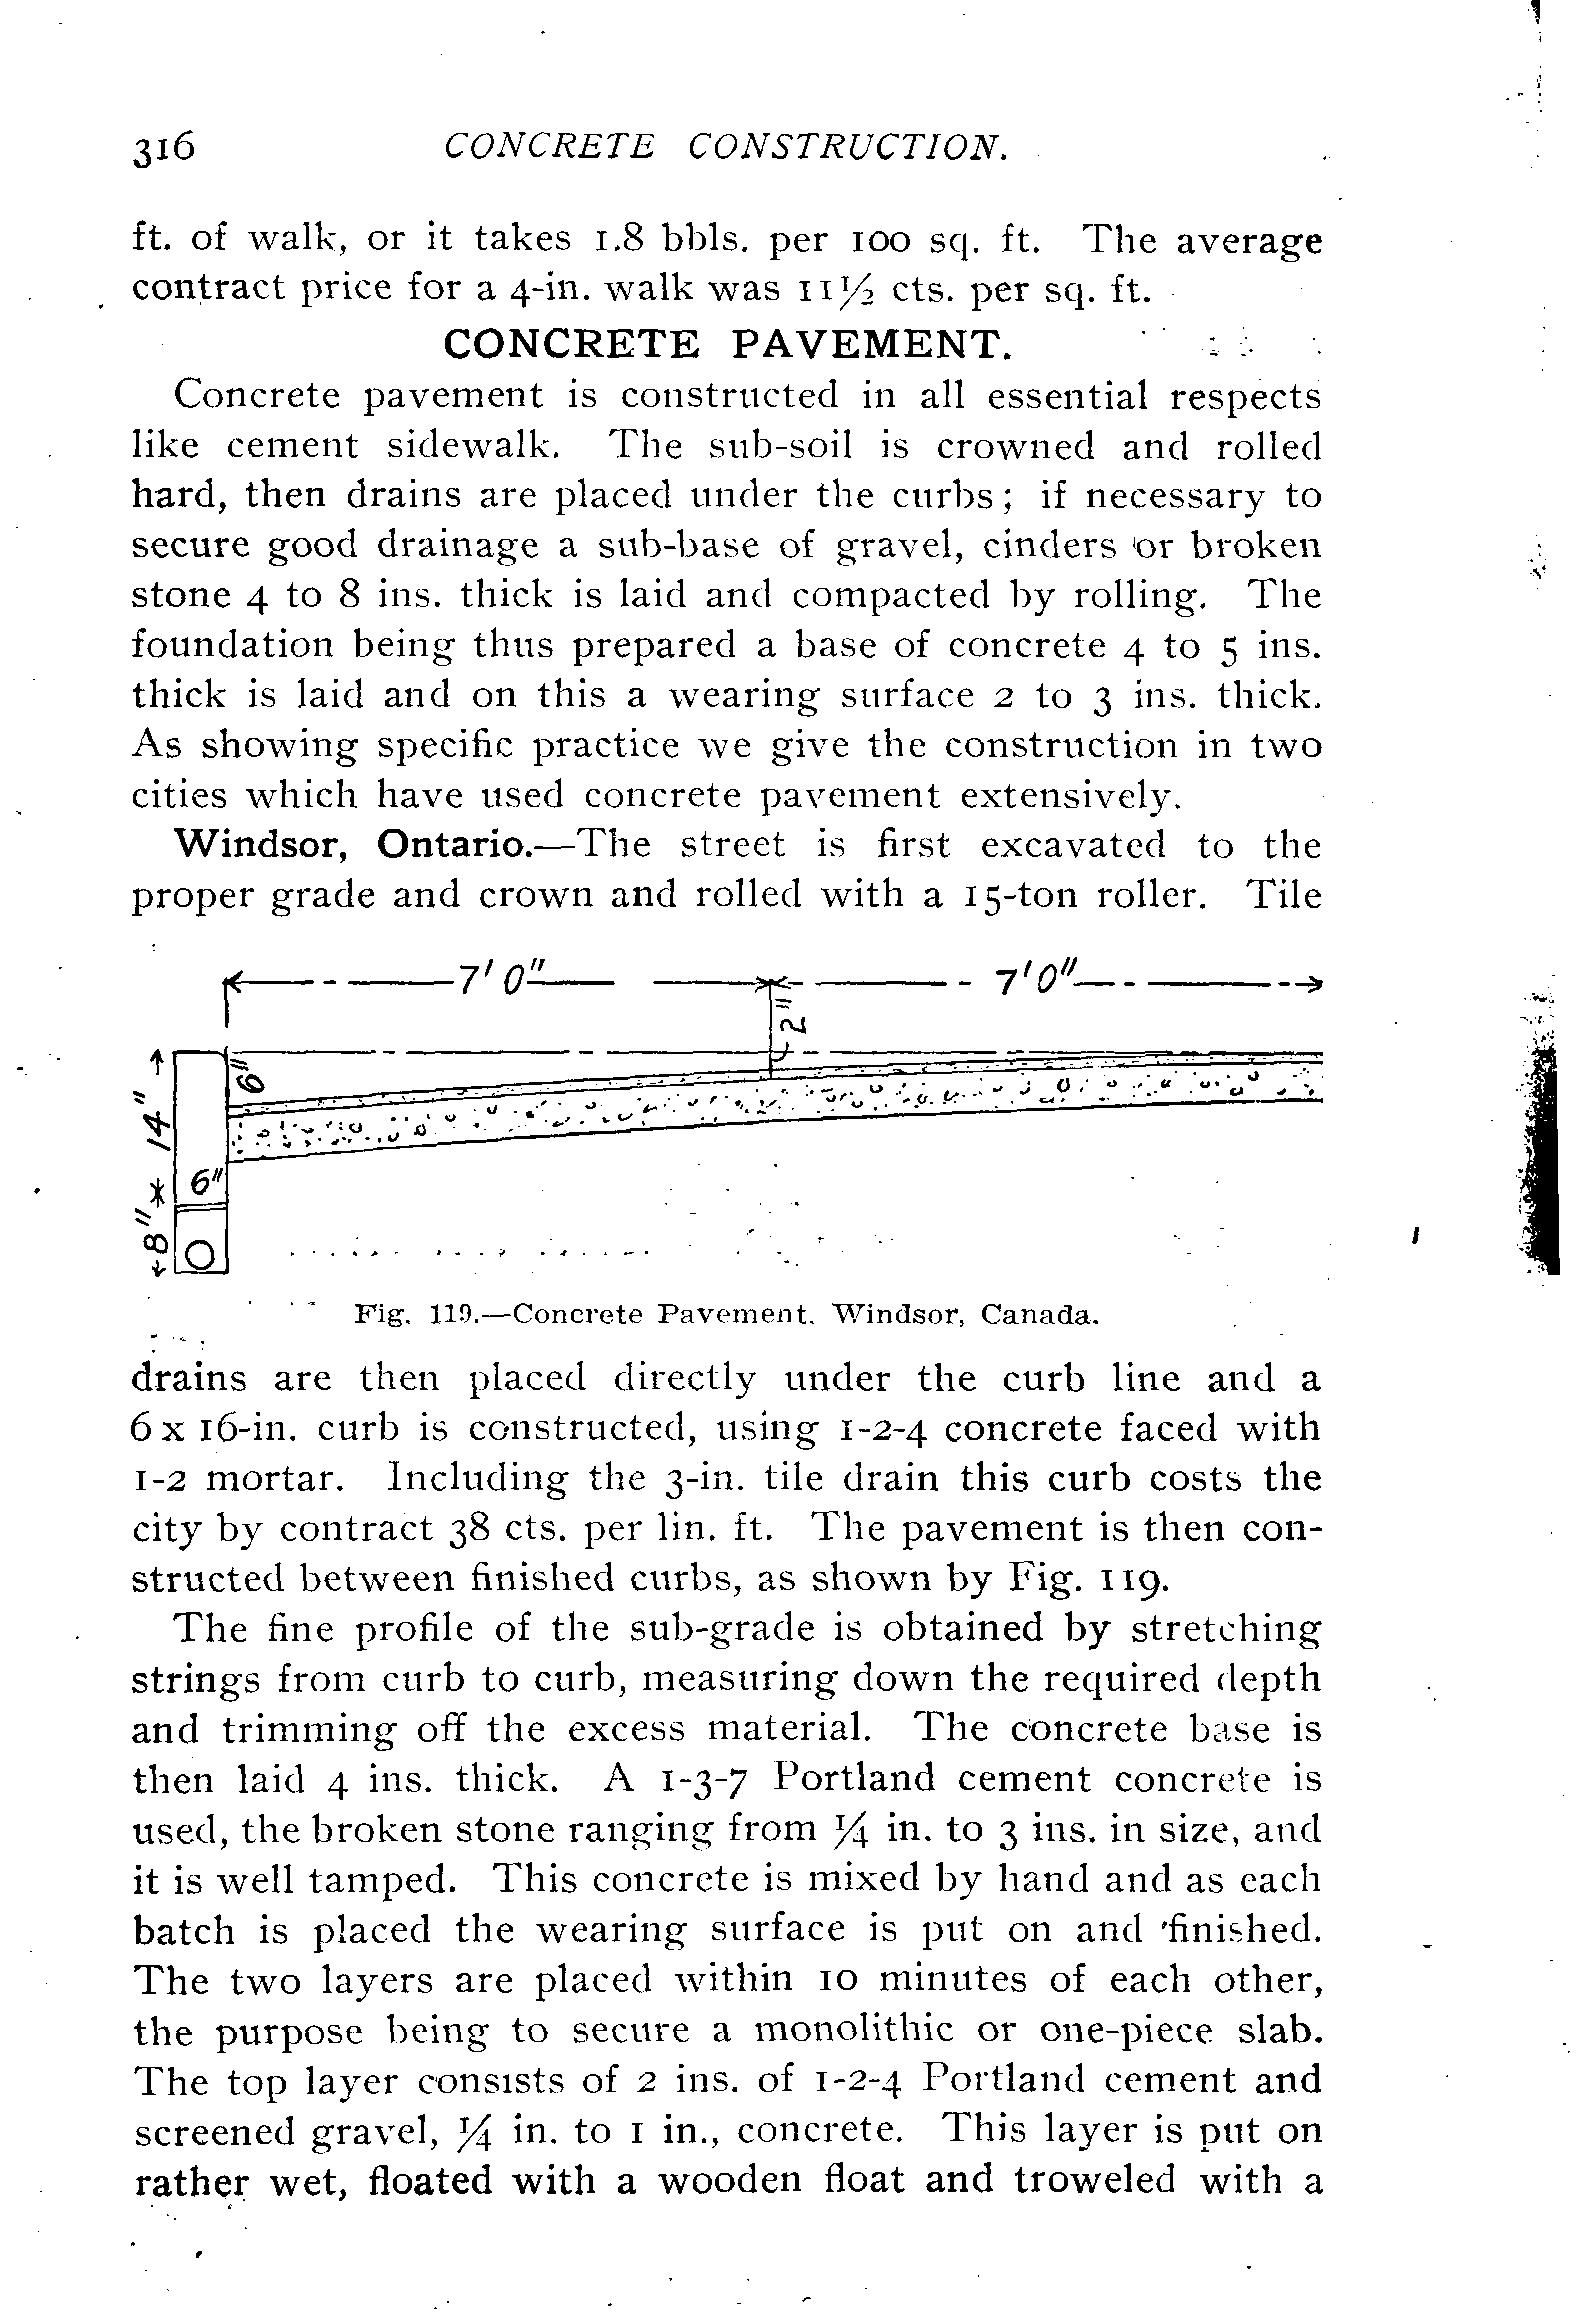 316 CONCRETE CONSTRUCTION.
ft. of walk, or it takes 1.8 bbls. per 100 sq. ft. The average
contract price for a 4-in. walk was 11½ cts. per sq. ft.
CONCRETE PAVEMENT.
Concrete pavement is constructed in all essential respects
like cement sidewalk. The sub-soil is crowned and rolled
hard, then drains are placed under the curbs; if necessary to
secure good drainage a sub-base of gravel, cinders or broken
stone 4 to 8 ins. thick is laid and compacted by rolling. The
foundation being thus prepared a base of concrete 4 to 5 ins.
thick is laid and on this a wearing surface 2 to 3 ins. thick.
As showing specific practice we give the construction in two
cities which have used concrete pavement extensively.
Windsor, Ontario.—The street is first excavated to the
proper grade and crown and rolled with a 15-ton roller. Tile
7'0" 7'0"
2"
6"
14"
6"
8"
Fig. 119.—Concrete Pavement, Windsor, Canada.
drains are then placed directly under the curb line and a
6 x 16-in. curb is constructed, using 1-2-4 concrete faced with
1-2 mortar. Including the 3-in. tile drain this curb costs the
city by contract 38 cts. per lin. ft. The pavement is then con-
structed between finished curbs, as shown by Fig. 119.
The fine profile of the sub-grade is obtained by stretching
strings from curb to curb, measuring down the required depth
and trimming off the excess material. The concrete base is
then laid 4 ins. thick. A 1-3-7 Portland cement concrete is
used, the broken stone ranging from ¼ in. to 3 ins. in size, and
it is well tamped. This concrete is mixed by hand and as each
batch is placed the wearing surface is put on and finished.
The two layers are placed within 10 minutes of each other,
the purpose being to secure a monolithic or one-piece slab.
The top layer consists of 2 ins. of 1-2-4 Portland cement and
screened gravel, ¼ in. to 1 in., concrete. This layer is put on
rather wet, floated with a wooden float and troweled with a